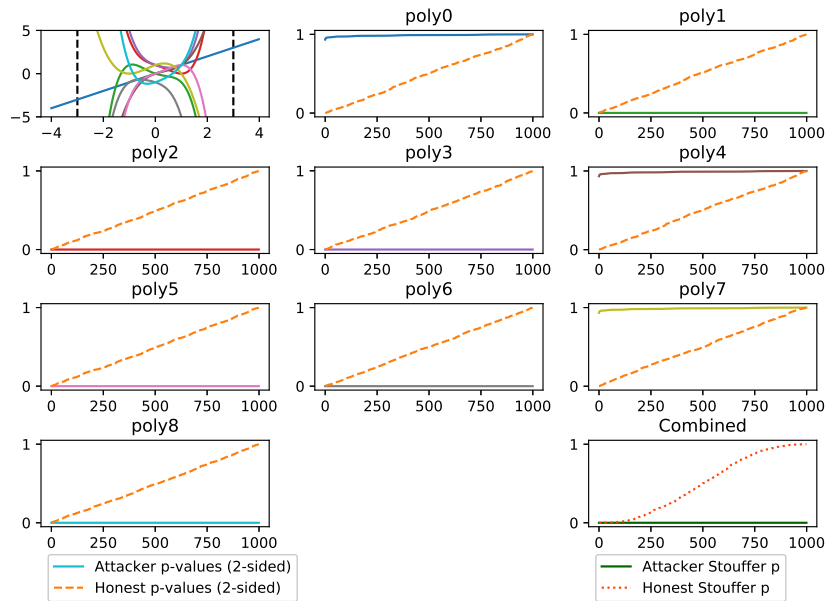 poly0
poly1
5
0
−5
−4 −2 0 2 4
1
0
0 250 500 750 1000
1
0
0 250 500 750 1000
poly2
poly3
poly4
1
0
0 250 500 750 1000
1
0
0 250 500 750 1000
1
0
0 250 500 750 1000
poly5
poly6
poly7
1
0
0 250 500 750 1000
1
0
0 250 500 750 1000
1
0
0 250 500 750 1000
poly8
Combined
1
0
0 250 500 750 1000
1
0
0 250 500 750 1000
Attacker p-values (2-sided)
Honest p-values (2-sided)
Attacker Stouffer p
Honest Stouffer p